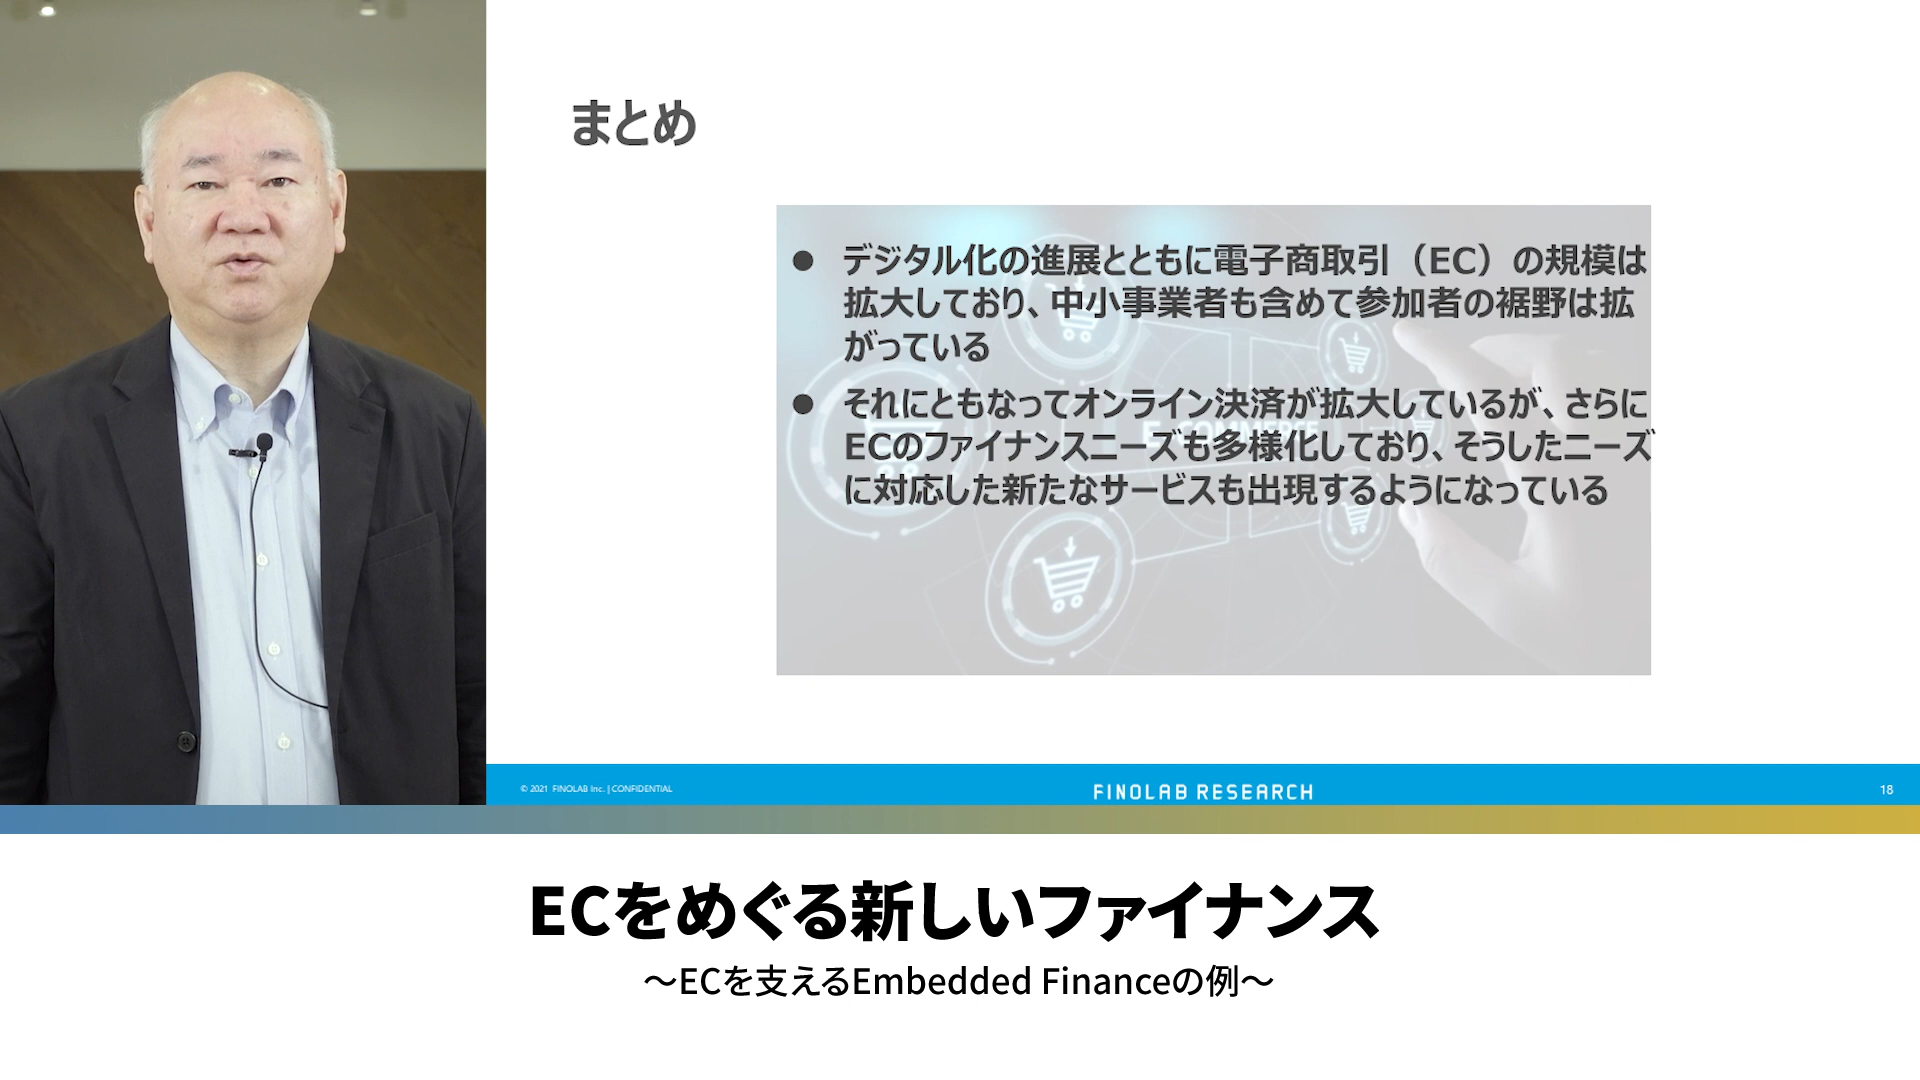 まとめ
● デジタル化の進展とともに電子商取引（EC）の規模は
拡大しており、中小事業者も含めて参加者の裾野は拡
がっている
● それにともなってオンライン決済が拡大しているが、さらに
ECのファイナンスニーズも多様化しており、そうしたニーズ
に対応した新たなサービスも出現するようになっている
E-COMMERCE
© 2021 FINOLAB Inc. | CONFIDENTIAL
FINOLAB RESEARCH
18
ECをめぐる新しいファイナンス
～ECを支えるEmbedded Financeの例～